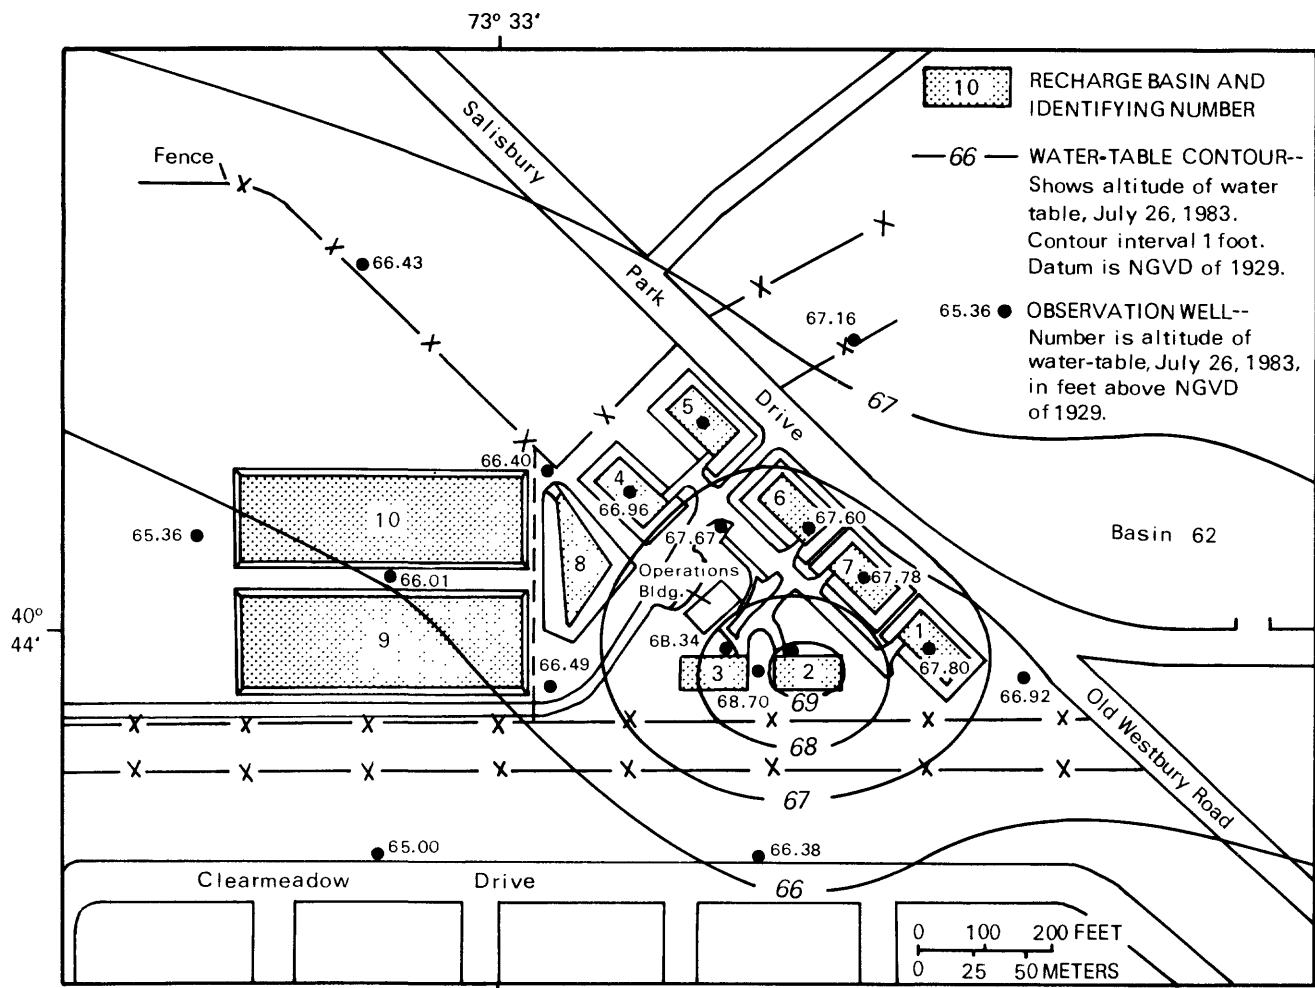 73° 33'
10
RECHARGE BASIN AND
IDENTIFYING NUMBER
Salisbury
Fence
66
WATER-TABLE CONTOUR--
Shows altitude of water
table, July 26, 1983.
Contour interval 1 foot.
Datum is NGVD of 1929.
66.43
Park
67.16
65.36
OBSERVATION WELL--
Number is altitude of
water-table, July 26, 1983,
in feet above NGVD
of 1929.
Drive
67
5
66.40
4
66.96
6
67.60
10
65.36
67.67
Basin 62
66.01
8
Operations
Bldg.
7
67.78
40°
44'
9
1
67.80
68.34
66.49
3
2
68.70
69
66.92
68
Old Westbury Road
67
65.00
66.38
Clearmeadow Drive
66
0 100 200 FEET
0 25 50 METERS